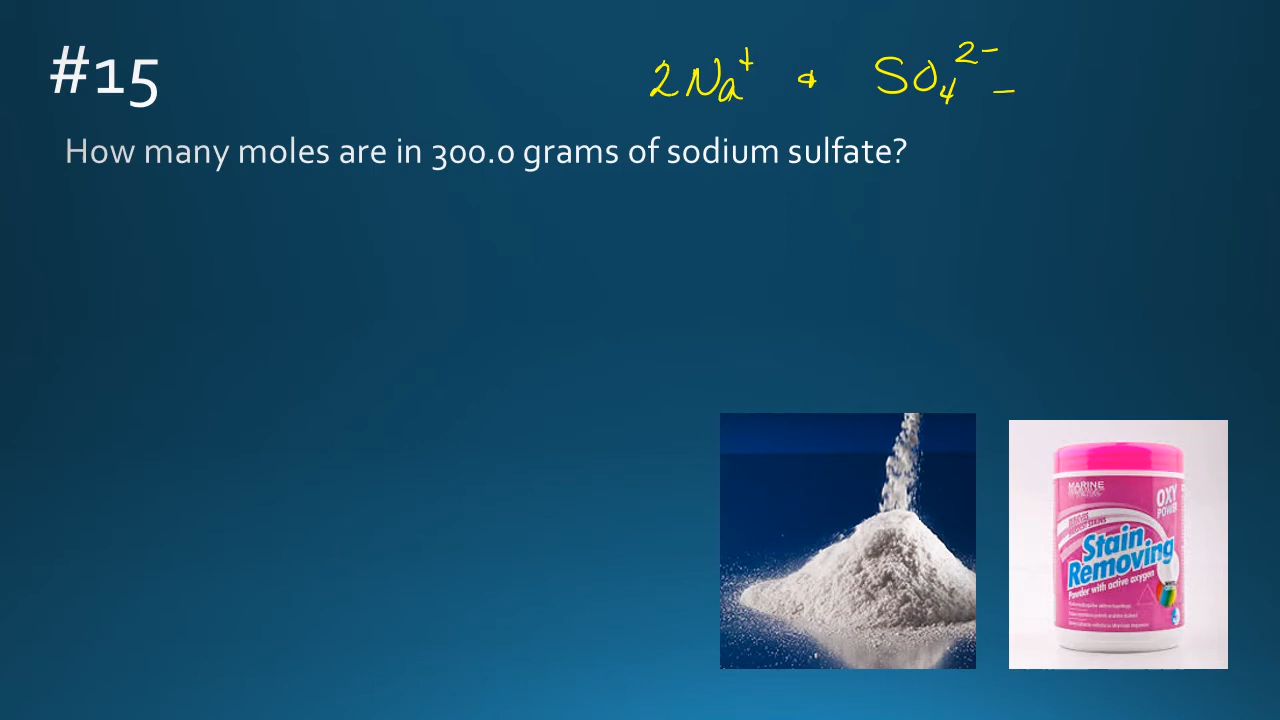 #15
2Na⁺ & SO₄²⁻ –
How many moles are in 300.0 grams of sodium sulfate?
MARINE
OXY
POWER
Stain
Removing
Powder with active oxygen